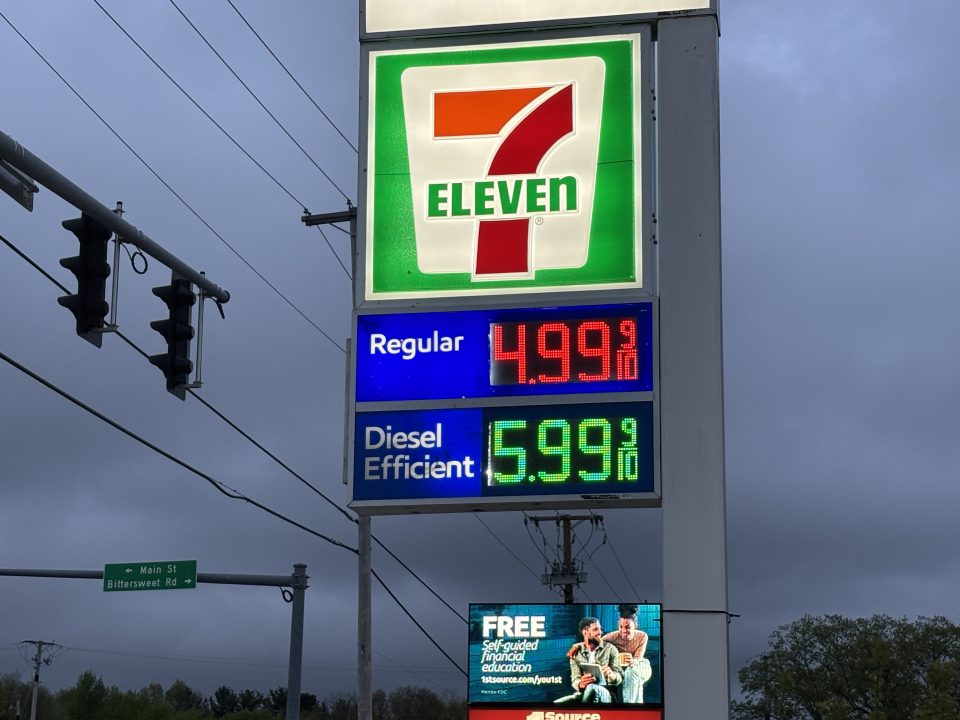 7
ELEVEN
®
Regular 4.99 9/10
Diesel
Efficient 5.99 9/10
← Main St
Bittersweet Rd →
FREE
Self-guided
financial
education
1stsource.com/you1st
Member FDIC
Source